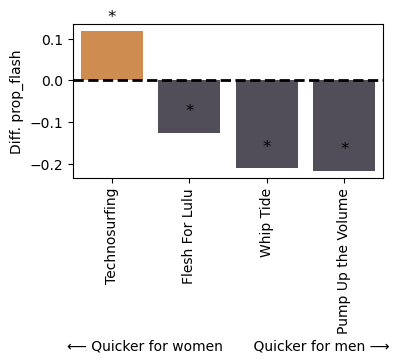 *
0.1
0.0
−0.1
−0.2
Diff. prop_flash
*
*
*
Technosurfing
Flesh For Lulu
Whip Tide
Pump Up the Volume
⟵ Quicker for women
Quicker for men ⟶